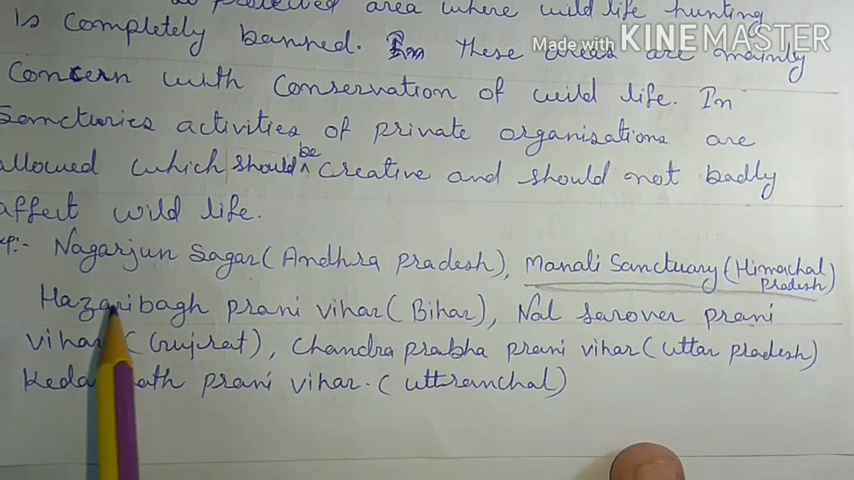 protected area where wild life hunting
is completely banned. Im these areas are mainly
Made with KINEMASTER
Concern with Conservation of wild life. In
Sancturies activities of private organisations are
allowed which should be creative and should not badly
affect wild life.
Nagarjun Sagar (Andhra pradesh), Manali Sanctuary (Himachal pradesh)
Hazaribagh prani vihar (Bihar), Nal sarover prani
vihar (Gujrat), Chandra prabha prani vihar (uttar pradesh)
prani vihar. (uttranchal)